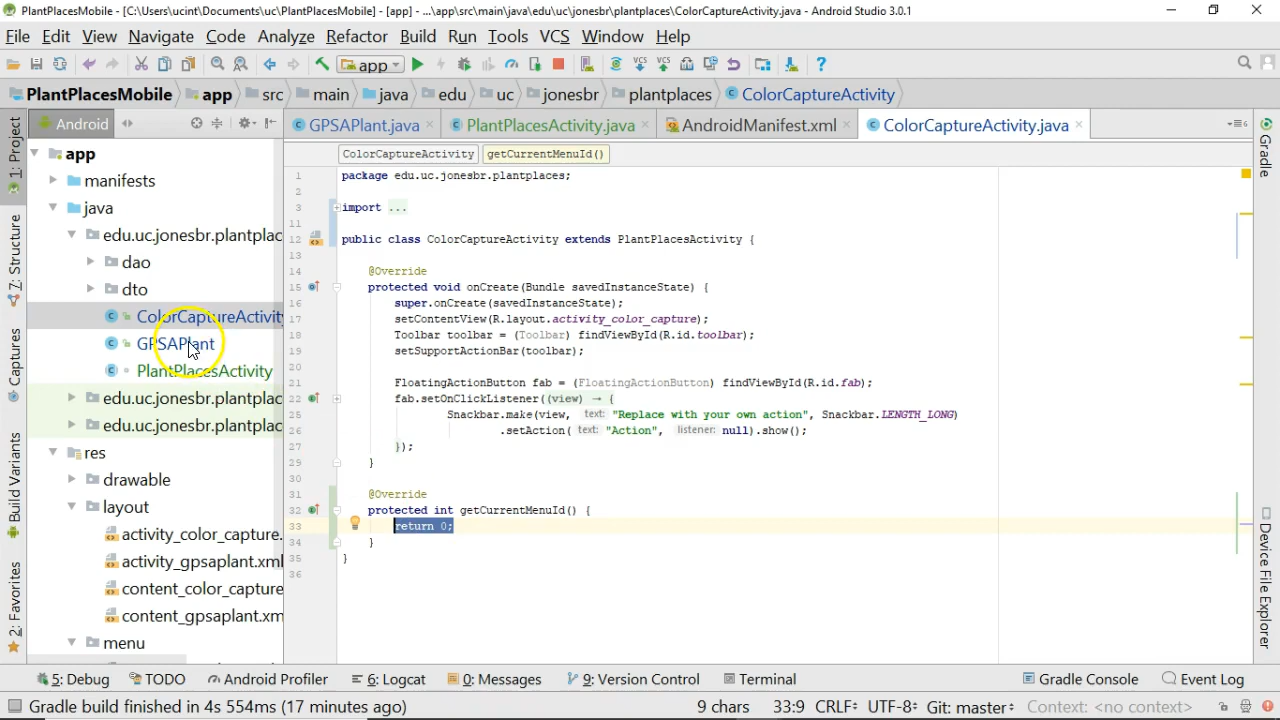 PlantPlacesMobile - [C:\Users\ucint\Documents\uc\PlantPlacesMobile] - [app] - ...\app\src\main\java\edu\uc\jonesbr\plantplaces\ColorCaptureActivity.java - Android Studio 3.0.1
File Edit View Navigate Code Analyze Refactor Build Run Tools VCS Window Help
app VCS VCS ?
PlantPlacesMobile app src main java edu uc jonesbr plantplaces ColorCaptureActivity
Android GPSAPlant.java PlantPlacesActivity.java AndroidManifest.xml ColorCaptureActivity.java
ColorCaptureActivity getCurrentMenuId()
1: Project
Z: Structure
Captures
Build Variants
2: Favorites
app
manifests
java
edu.uc.jonesbr.plantplac
dao
dto
ColorCaptureActivity
GPSAPlant
PlantPlacesActivity
edu.uc.jonesbr.plantplac
edu.uc.jonesbr.plantplac
res
drawable
layout
activity_color_capture.
activity_gpsaplant.xml
content_color_capture
content_gpsaplant.xm
menu
1 package edu.uc.jonesbr.plantplaces;
2
3 import ...
11
12 public class ColorCaptureActivity extends PlantPlacesActivity {
13
14 @Override
15 protected void onCreate(Bundle savedInstanceState) {
16 super.onCreate(savedInstanceState);
17 setContentView(R.layout.activity_color_capture);
18 Toolbar toolbar = (Toolbar) findViewById(R.id.toolbar);
19 setSupportActionBar(toolbar);
20
21 FloatingActionButton fab = (FloatingActionButton) findViewById(R.id.fab);
22 fab.setOnClickListener((view) → {
25 Snackbar.make(view, text: "Replace with your own action", Snackbar.LENGTH_LONG)
26 .setAction( text: "Action", listener: null).show();
27 });
29 }
30
31 @Override
32 protected int getCurrentMenuId() {
33 return 0;
34 }
35 }
36
Gradle
Device File Explorer
5: Debug TODO Android Profiler 6: Logcat 0: Messages 9: Version Control Terminal Gradle Console Event Log
Gradle build finished in 4s 554ms (17 minutes ago) 9 chars 33:9 CRLF UTF-8 Git: master Context: <no context>